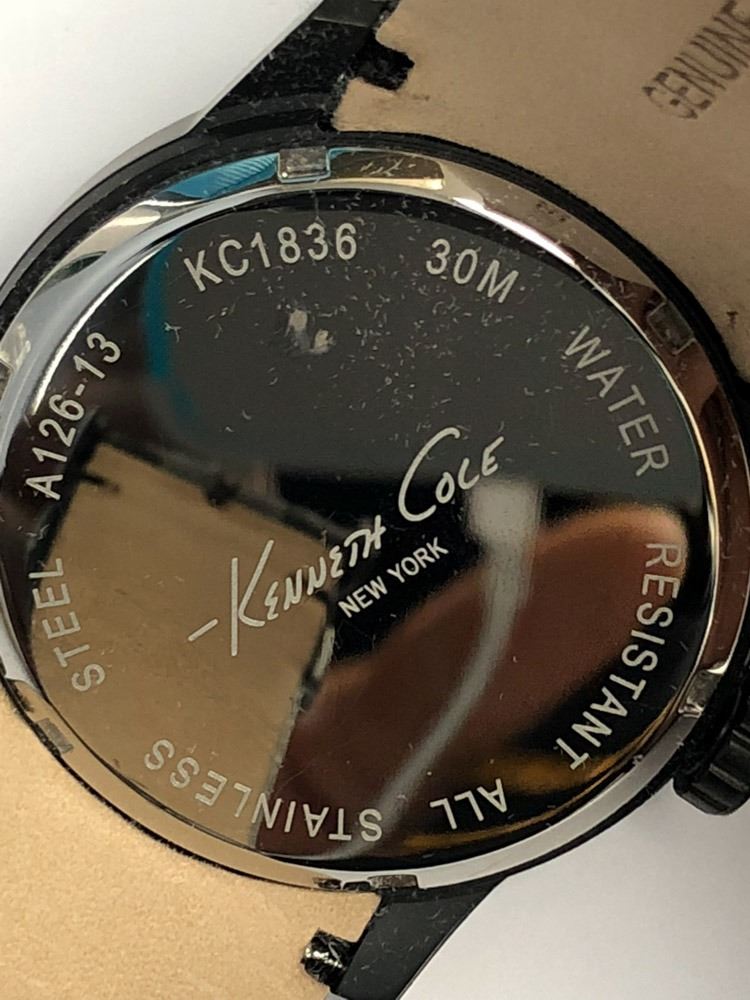 KC1836 30M WATER RESISTANT ALL STAINLESS STEEL A126-13
KENNETH COLE
NEW YORK
GENUINE